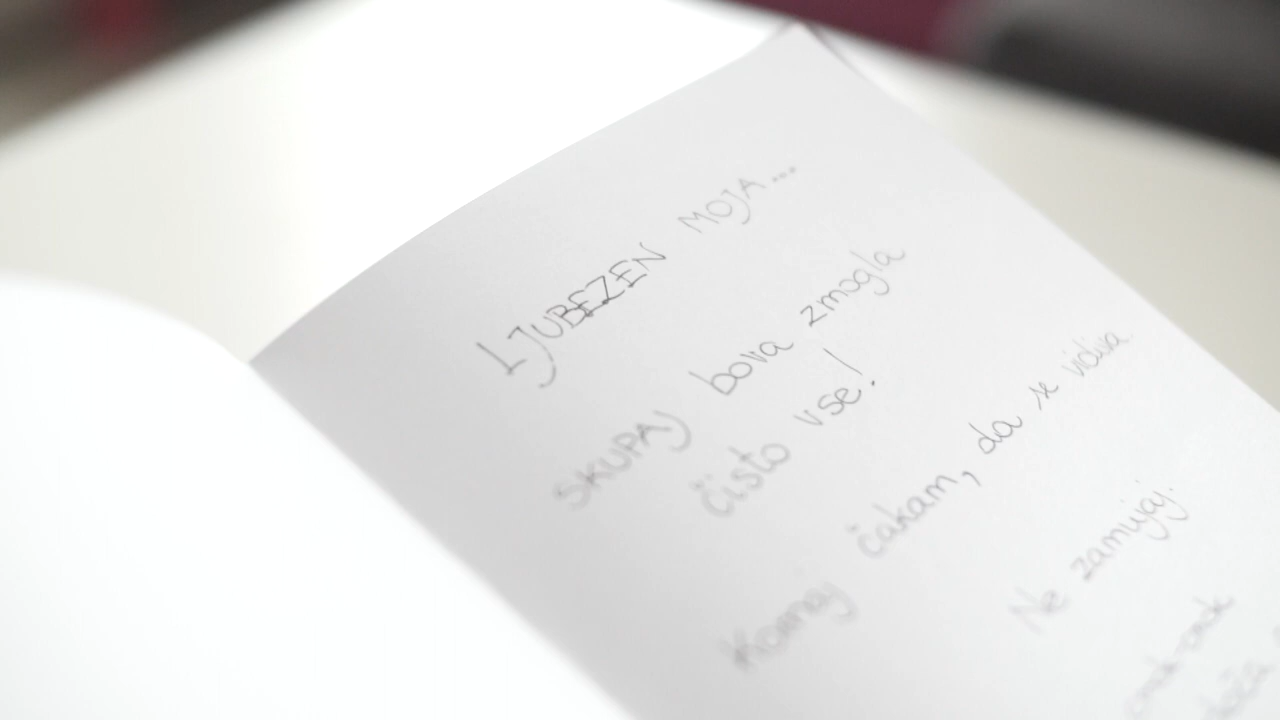 LJUBEZEN MOJA...
SKUPAJ bova zmogla
čisto vse!
Komaj čakam, da se vidiva.
Ne zamujaj.